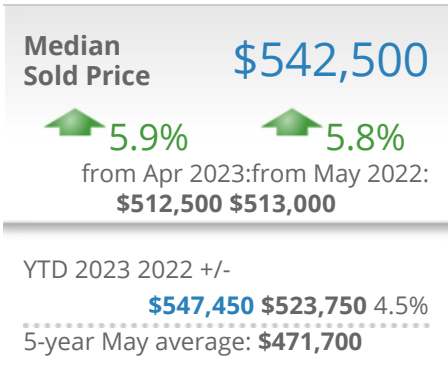 Median
Sold Price
$542,500
5.9%
5.8%
from Apr 2023:from May 2022:
$512,500 $513,000
YTD 2023 2022 +/-
$547,450 $523,750 4.5%
5-year May average: $471,700